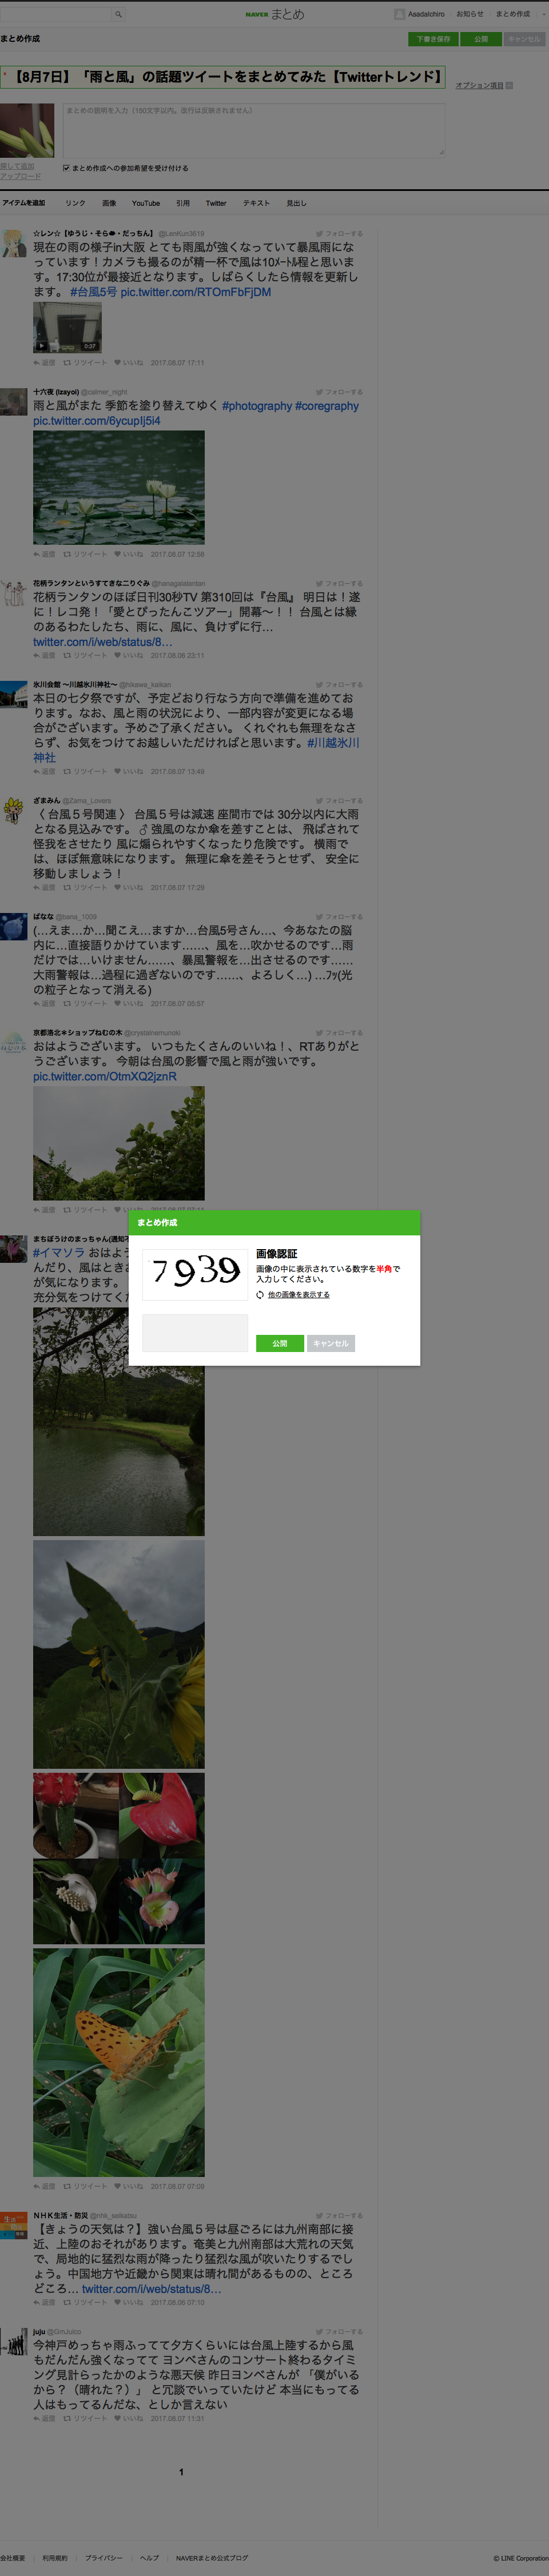 NAVER まとめ
AsadaIchiro
お知らせ
まとめ作成
まとめ作成
下書き保存
公開
キャンセル
* 【8月7日】「雨と風」の話題ツイートをまとめてみた【Twitterトレンド】
オプション項目
まとめの説明を入力（150文字以内。改行は反映されません）
探して追加
アップロード
まとめ作成への参加希望を受け付ける
アイテムを追加
リンク
画像
YouTube
引用
Twitter
テキスト
見出し
☆レン☆【ゆうじ・そら・だっちん】 @LenKun3619
フォローする
現在の雨の様子in大阪 とても雨風が強くなっていて暴風雨にな
っています！カメラも撮るのが精一杯で風は10ﾒｰﾄﾙ程と思いま
す。17:30位が最接近となります。しばらくしたら情報を更新し
ます。 #台風5号 pic.twitter.com/RTOmFbFjDM
0:37
返信 リツイート いいね 2017.08.07 17:11
十六夜 (Izayoi) @calmer_night
フォローする
雨と風がまた 季節を塗り替えてゆく #photography #coregraphy
pic.twitter.com/6ycupIj5i4
返信 リツイート いいね 2017.08.07 12:58
花柄ランタンというすてきな二りぐみ @hanagalalantan
フォローする
花柄ランタンのほぼ日刊30秒TV 第310回は『台風』 明日は！遂
に！レコ発！「愛とぴったんこツアー」開幕〜！！ 台風とは縁
のあるわたしたち、雨に、風に、負けずに行…
twitter.com/i/web/status/8…
返信 リツイート いいね 2017.08.06 23:11
氷川会館 〜川越氷川神社〜 @hikawa_kaikan
フォローする
本日の七夕祭ですが、予定どおり行なう方向で準備を進めてお
ります。なお、風と雨の状況により、一部内容が変更になる場
合がございます。予めご了承ください。 くれぐれも無理をなさ
らず、お気をつけてお越しいただければと思います。#川越氷川
神社
返信 リツイート いいね 2017.08.07 13:49
ざまみん @Zama_Lovers
フォローする
〈 台風５号関連 〉 台風５号は減速 座間市では 30分以内に大雨
となる見込みです。 ♂ 強風のなか傘を差すことは、 飛ばされて
怪我をさせたり 風に煽られやすくなったり危険です。 横雨で
は、ほぼ無意味になります。 無理に傘を差そうとせず、 安全に
移動しましょう！
返信 リツイート いいね 2017.08.07 17:29
ばなな @bana_1009
フォローする
(…えま…か…聞こえ…ますか…台風5号さん…、今あなたの脳
内に…直接語りかけています……、風を…吹かせるのです…雨
だけでは…いけません……、暴風警報を…出させるのです……
大雨警報は…過程に過ぎないのです……、よろしく…) …ﾌｯ(光
の粒子となって消える)
返信 リツイート いいね 2017.08.07 05:57
京都洛北＊ショップねむの木 @crystalnemunoki
フォローする
おはようございます。 いつもたくさんのいいね！、RTありがと
うございます。 今朝は台風の影響で風と雨が強いです。
pic.twitter.com/OtmXQ2jznR
返信 リツイート いいね
まちぼうけのまっちゃん(通知不
#イマソラ おはよう
んだり、風はときお
が気になります。
充分気をつけてくだ
まとめ作成
7939
画像認証
画像の中に表示されている数字を半角で
入力してください。
他の画像を表示する
公開
キャンセル
返信 リツイート いいね 2017.08.07 07:09
ＮＨＫ生活・防災 @nhk_seikatsu
フォローする
【きょうの天気は？】強い台風５号は昼ごろには九州南部に接
近、上陸のおそれがあります。奄美と九州南部は大荒れの天気
で、局地的に猛烈な雨が降ったり猛烈な風が吹いたりするでしょ
う。中国地方や近畿から関東は晴れ間があるものの、ところ
どころ… twitter.com/i/web/status/8…
返信 リツイート いいね 2017.08.06 07:10
juju @GmJuico
フォローする
今神戸めっちゃ雨ふってて夕方くらいには台風上陸するから風
もだんだん強くなってて ヨンペさんのコンサート終わるタイミ
ング見計らったかのような悪天候 昨日ヨンペさんが 「僕がいる
から？（晴れた？）」 と冗談でいっていたけど 本当にもってる
人はもってるんだな、としか言えない
返信 リツイート いいね 2017.08.07 11:31
1
会社概要
利用規約
プライバシー
ヘルプ
NAVERまとめ公式ブログ
© LINE Corporation